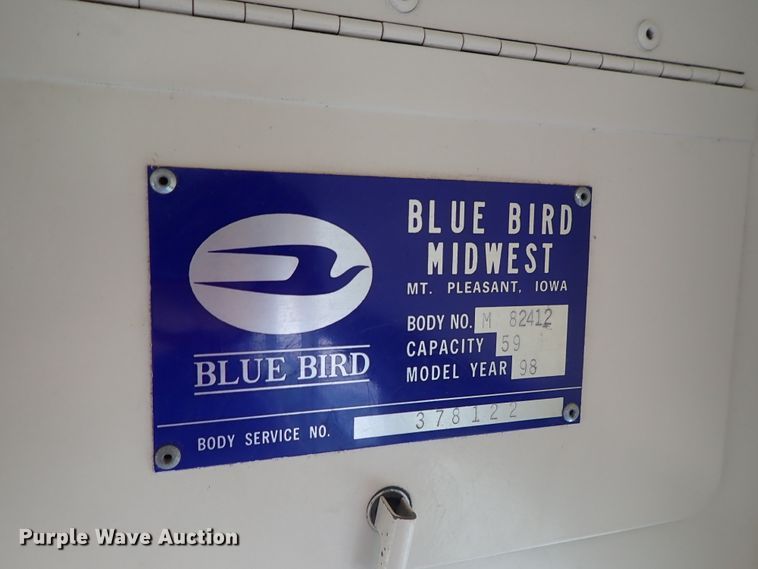 BLUE BIRD
BLUE BIRD
MIDWEST
MT. PLEASANT, IOWA
BODY NO. M 82412
CAPACITY 59
MODEL YEAR 98
BODY SERVICE NO. 378122
Purple Wave Auction